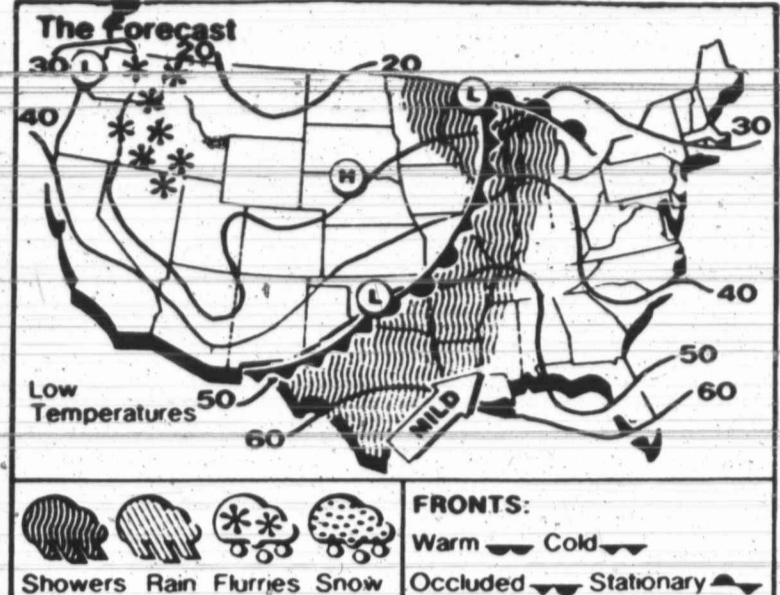 The Forecast
30 L 20 20
L
40
30
H
L
40
50
Low
Temperatures 50
60
60
MILD
FRONTS:
Warm Cold
Showers Rain Flurries Snow
Occluded Stationary